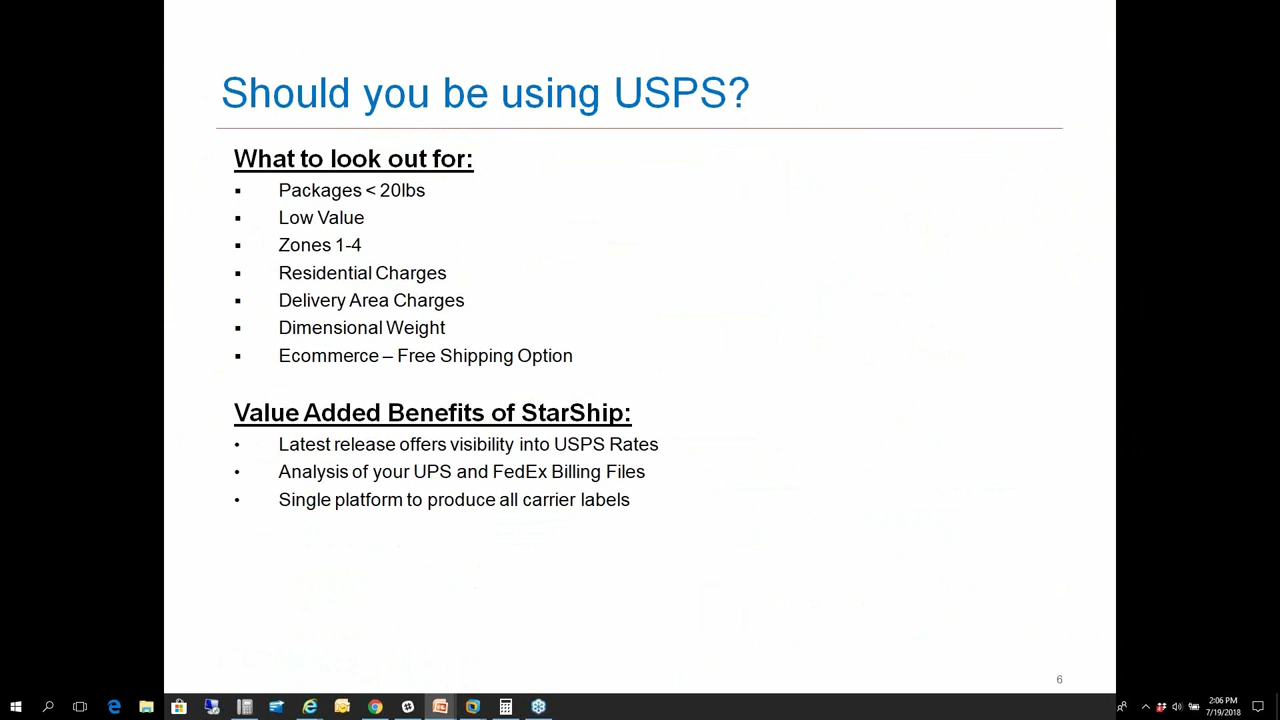 Should you be using USPS?
What to look out for:
▪ Packages < 20lbs
▪ Low Value
▪ Zones 1-4
▪ Residential Charges
▪ Delivery Area Charges
▪ Dimensional Weight
▪ Ecommerce – Free Shipping Option
Value Added Benefits of StarShip:
• Latest release offers visibility into USPS Rates
• Analysis of your UPS and FedEx Billing Files
• Single platform to produce all carrier labels
6
2:06 PM
7/19/2018